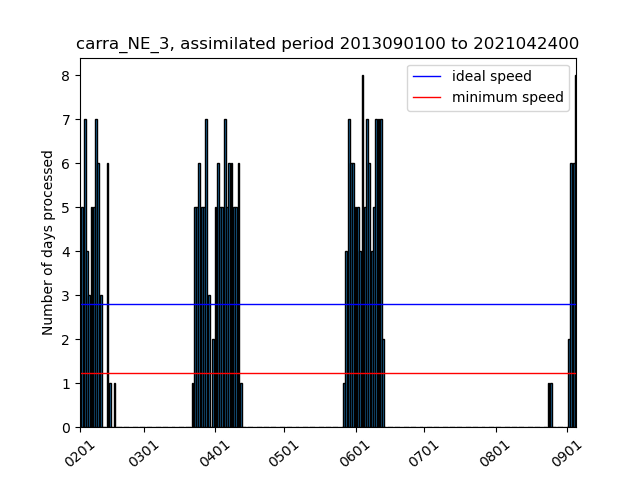 carra_NE_3, assimilated period 2013090100 to 2021042400
ideal speed
minimum speed
Number of days processed
8
7
6
5
4
3
2
1
0
0201 0301 0401 0501 0601 0701 0801 0901